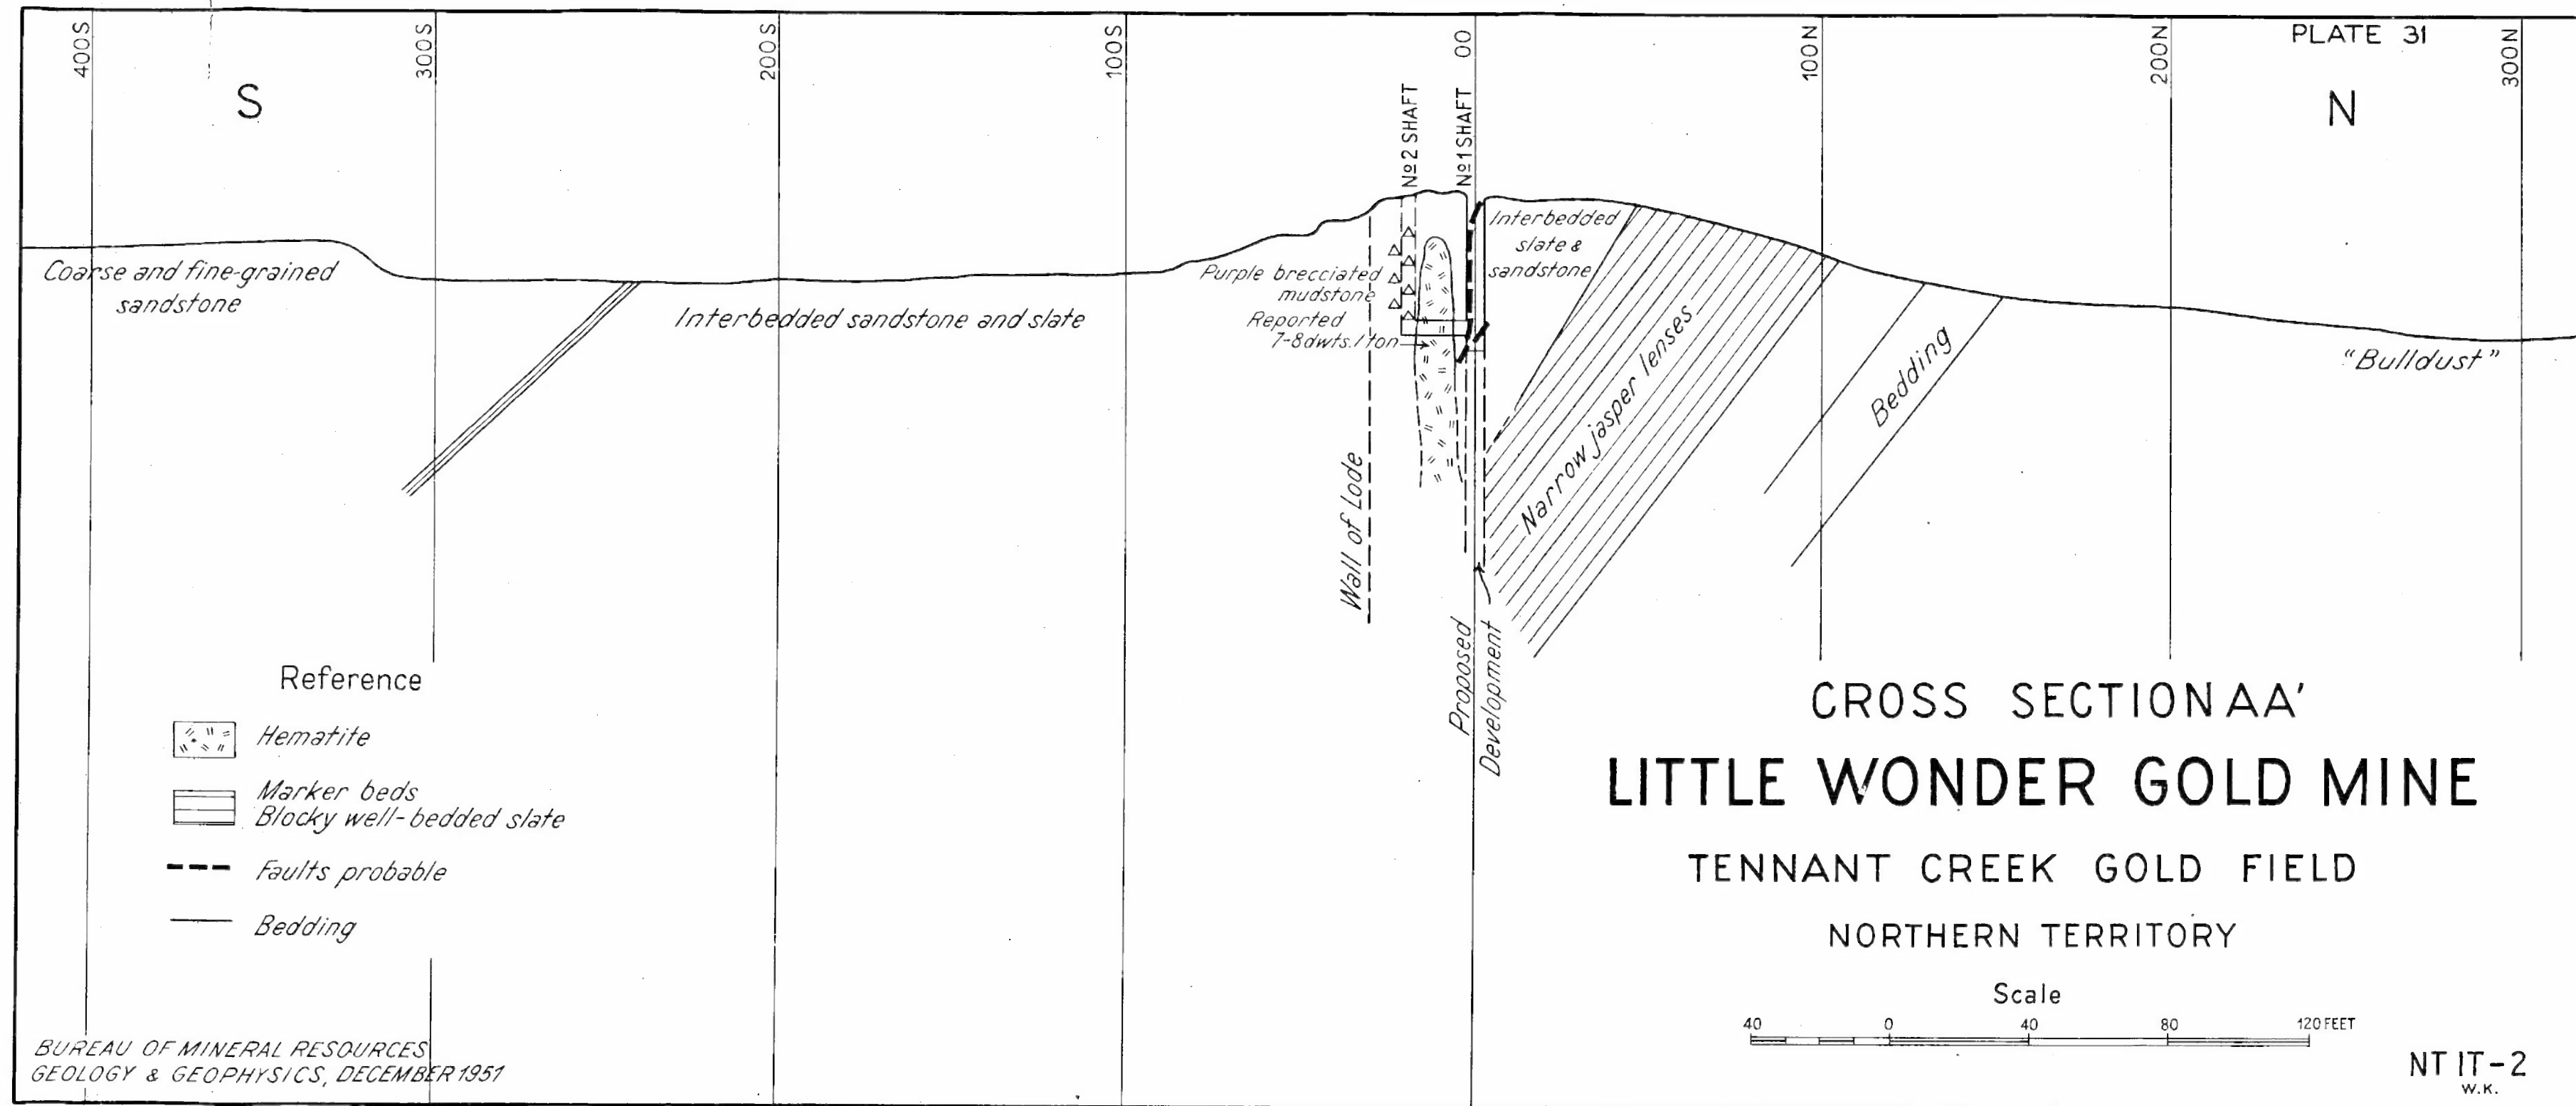 PLATE 31
400S
300S
200S
100S
00
100N
200N
300N
S
N
Nº2 SHAFT
Nº1 SHAFT
Coarse and fine-grained
sandstone
Interbedded sandstone and slate
Purple brecciated
mudstone
Reported
7-8dwts./ton
Interbedded
slate &
sandstone
Narrow jasper lenses
Bedding
"Bulldust"
Wall of Lode
Proposed
Development
Reference
Hematite
Marker beds
Blocky well-bedded slate
Faults probable
Bedding
CROSS SECTION AA'
LITTLE WONDER GOLD MINE
TENNANT CREEK GOLD FIELD
NORTHERN TERRITORY
Scale
40 0 40 80 120 FEET
BUREAU OF MINERAL RESOURCES
GEOLOGY & GEOPHYSICS, DECEMBER 1951
NT IT-2
W.K.